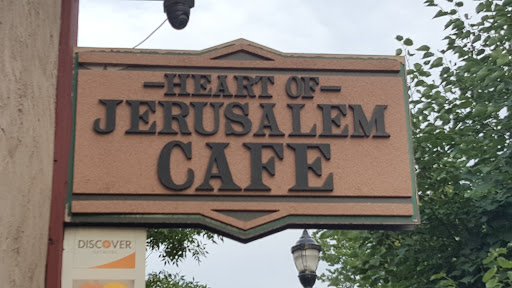 -HEART OF-
JERUSALEM
CAFE
DISCOVER